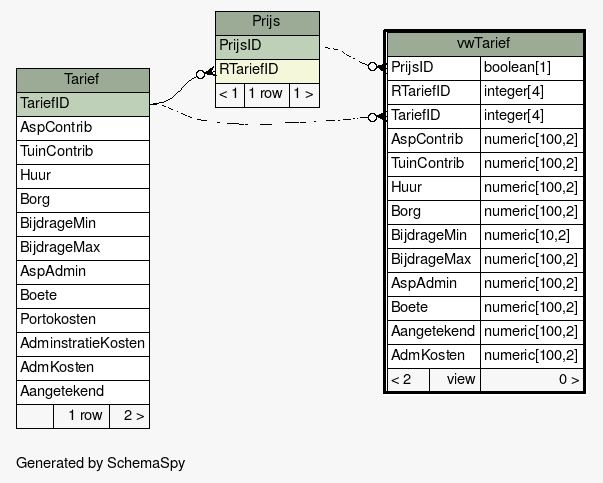 Tarief
TariefID
AspContrib
TuinContrib
Huur
Borg
BijdrageMin
BijdrageMax
AspAdmin
Boete
Portokosten
AdminstratieKosten
AdmKosten
Aangetekend
1 row 2 >
Prijs
PrijsID
RTariefID
< 1 1 row 1 >
vwTarief
PrijsID boolean[1]
RTariefID integer[4]
TariefID integer[4]
AspContrib numeric[100,2]
TuinContrib numeric[100,2]
Huur numeric[100,2]
Borg numeric[100,2]
BijdrageMin numeric[10,2]
BijdrageMax numeric[100,2]
AspAdmin numeric[100,2]
Boete numeric[100,2]
Aangetekend numeric[100,2]
AdmKosten numeric[100,2]
< 2 view 0 >
Generated by SchemaSpy